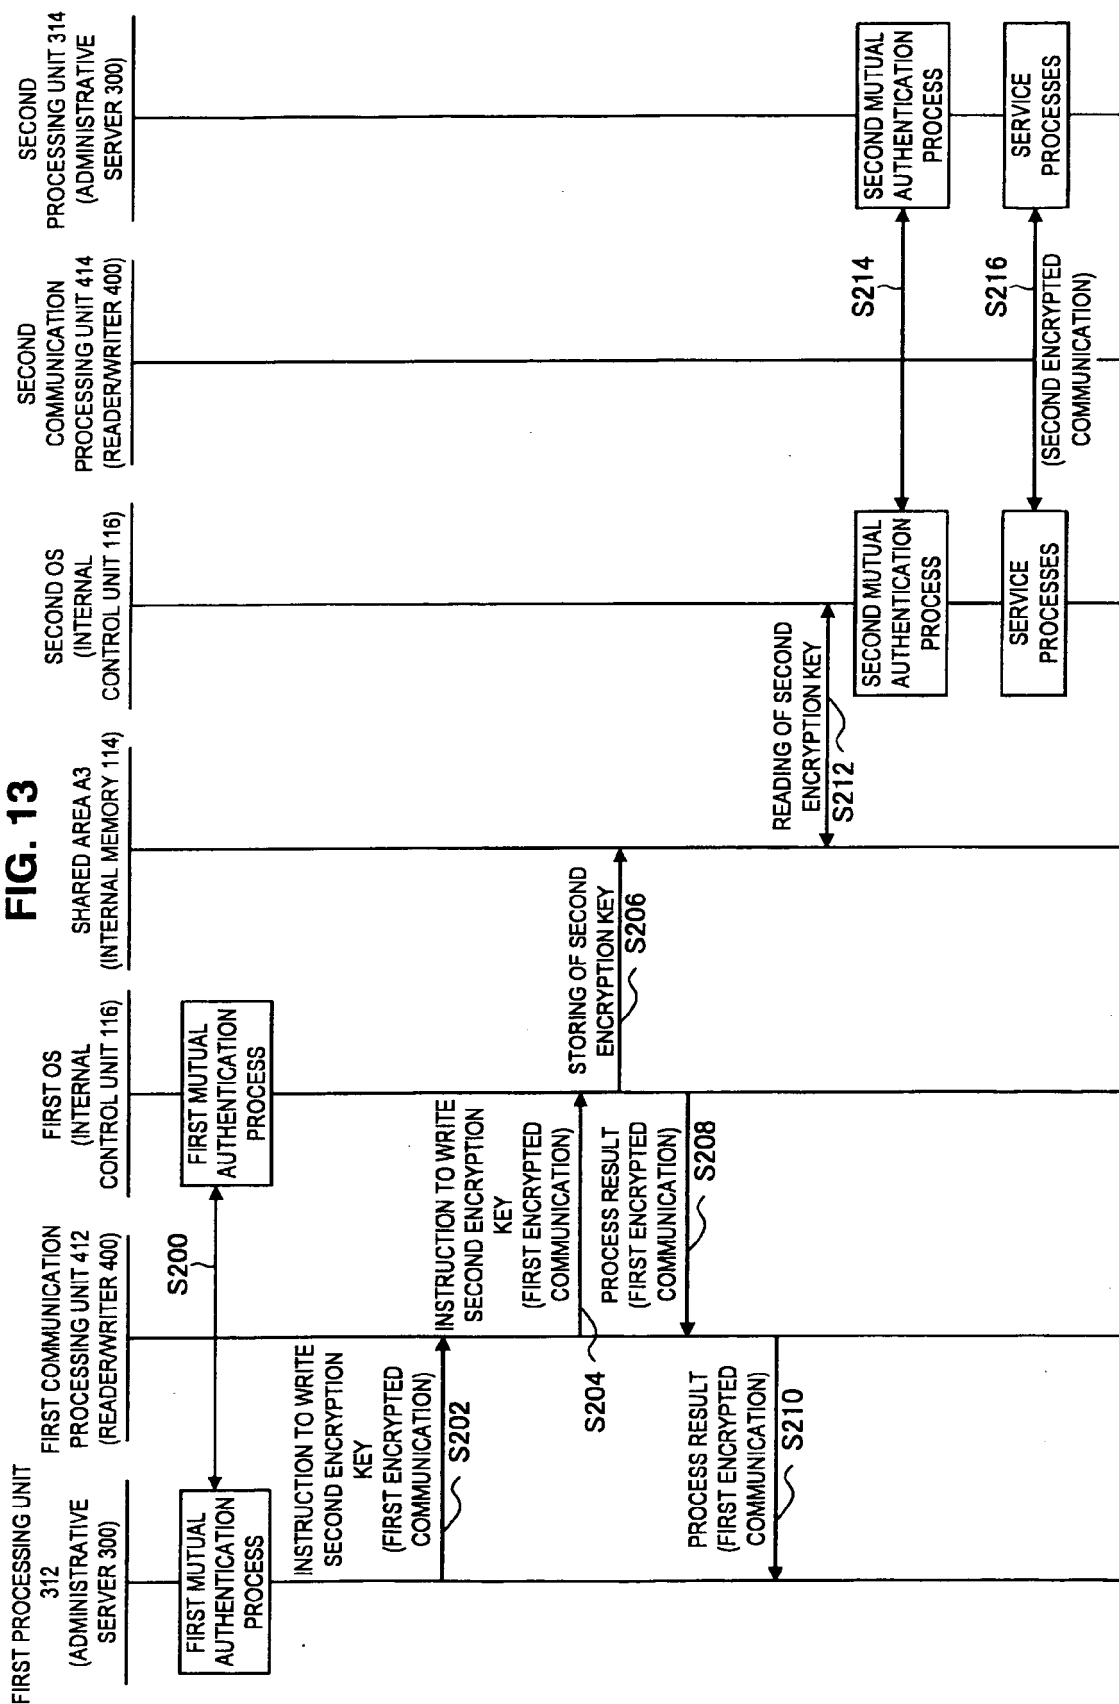 FIG. 13
FIRST PROCESSING UNIT
312
(ADMINISTRATIVE
SERVER 300)
FIRST COMMUNICATION
PROCESSING UNIT 412
(READER/WRITER 400)
FIRST OS
(INTERNAL
CONTROL UNIT 116)
SHARED AREA A3
(INTERNAL MEMORY 114)
SECOND OS
(INTERNAL
CONTROL UNIT 116)
SECOND
COMMUNICATION
PROCESSING UNIT 414
(READER/WRITER 400)
SECOND
PROCESSING UNIT 314
(ADMINISTRATIVE
SERVER 300)
FIRST MUTUAL
AUTHENTICATION
PROCESS
S200
FIRST MUTUAL
AUTHENTICATION
PROCESS
INSTRUCTION TO WRITE
SECOND ENCRYPTION
KEY
(FIRST ENCRYPTED
COMMUNICATION)
S202
INSTRUCTION TO WRITE
SECOND ENCRYPTION
KEY
(FIRST ENCRYPTED
COMMUNICATION)
S204
STORING OF SECOND
ENCRYPTION KEY
S206
PROCESS RESULT
(FIRST ENCRYPTED
COMMUNICATION)
S208
PROCESS RESULT
(FIRST ENCRYPTED
COMMUNICATION)
S210
READING OF SECOND
ENCRYPTION KEY
S212
SECOND MUTUAL
AUTHENTICATION
PROCESS
S214
SECOND MUTUAL
AUTHENTICATION
PROCESS
SERVICE
PROCESSES
S216
(SECOND ENCRYPTED
COMMUNICATION)
SERVICE
PROCESSES